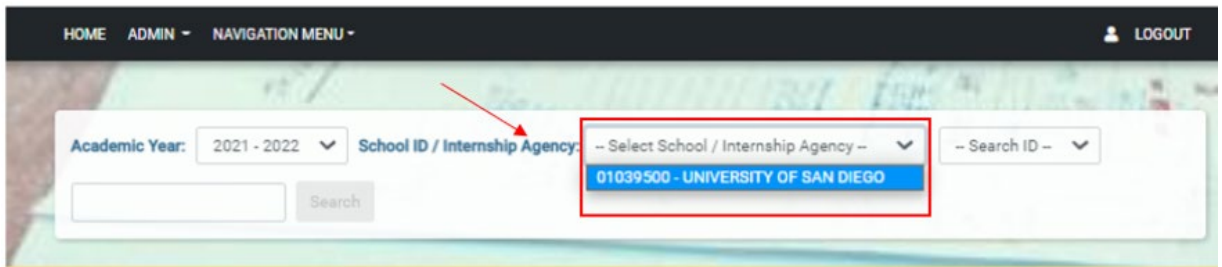 HOME ADMIN NAVIGATION MENU LOGOUT
Academic Year: 2021 - 2022 School ID / Internship Agency: -- Select School / Internship Agency -- -- Search ID --
01039500 - UNIVERSITY OF SAN DIEGO
Search